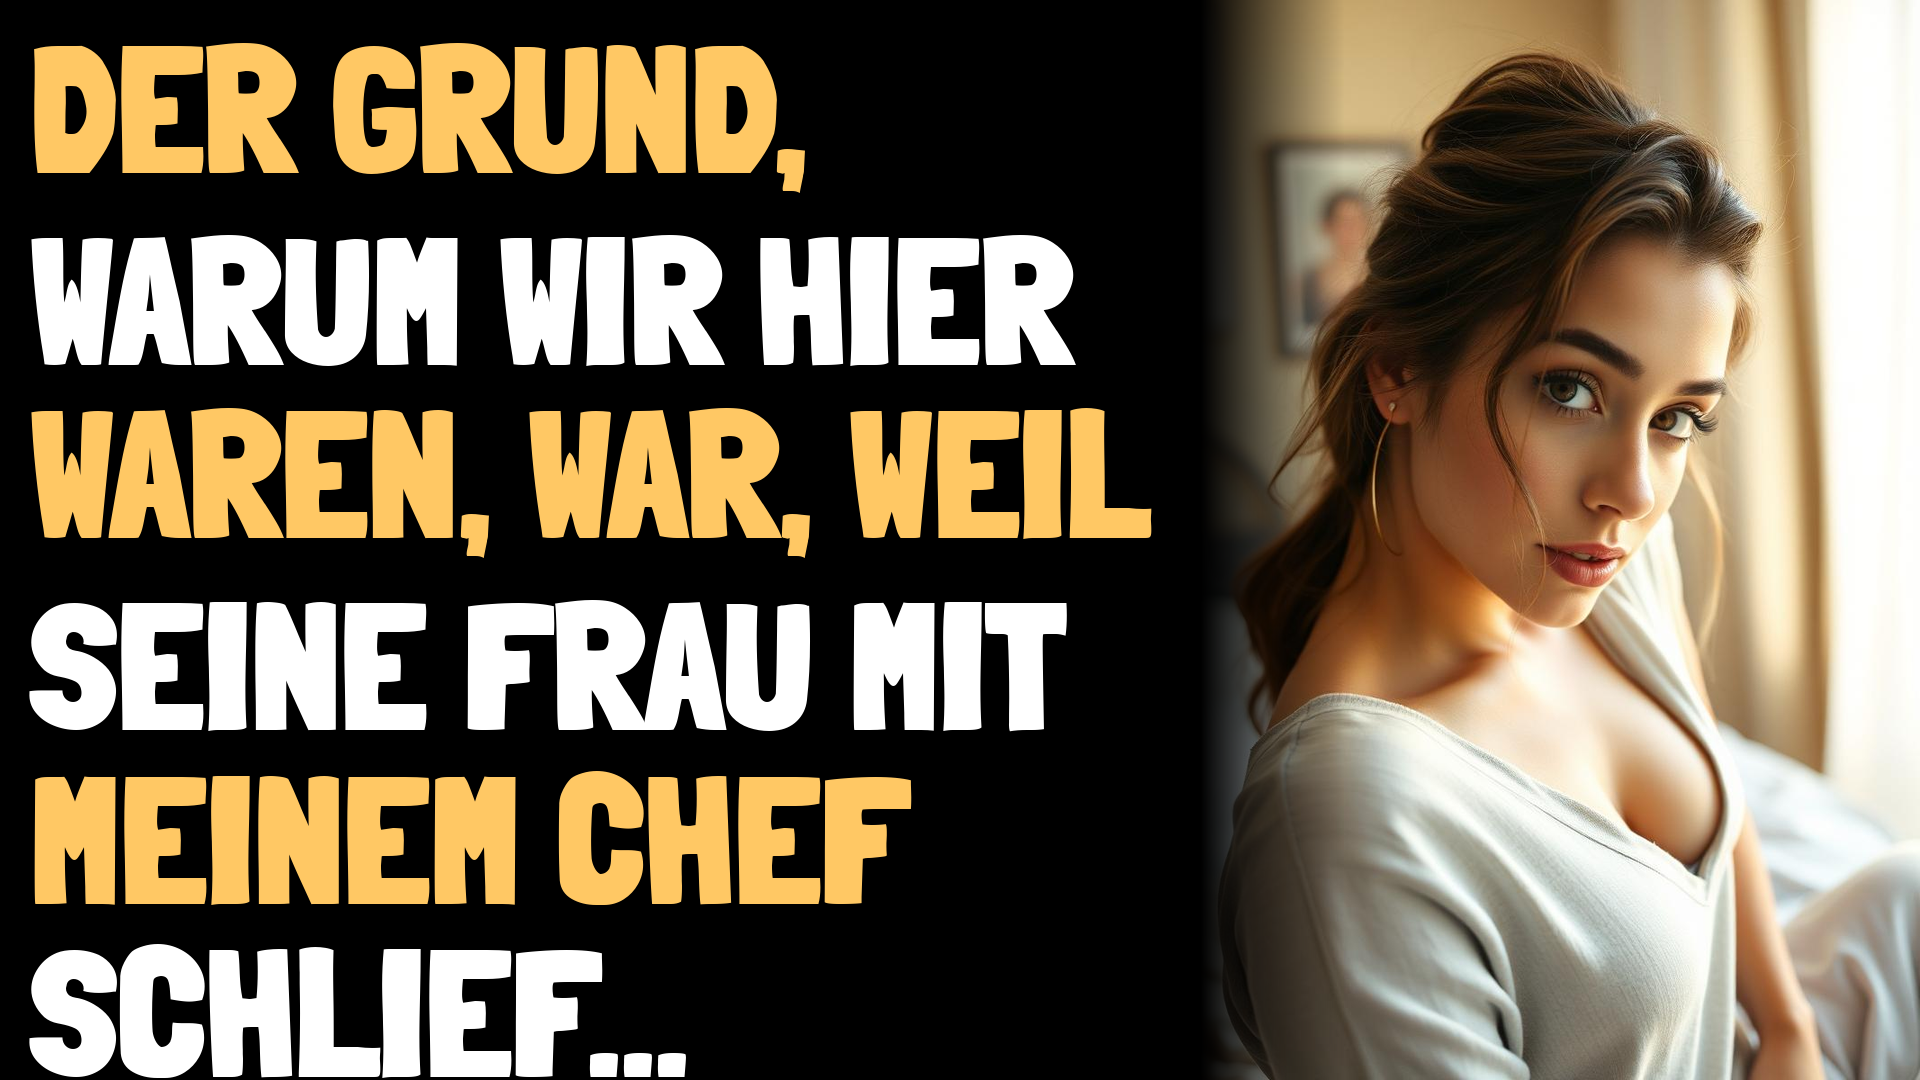 DER GRUND,
WARUM WIR HIER
WAREN, WAR, WEIL
SEINE FRAU MIT
MEINEM CHEF
SCHLIEF...